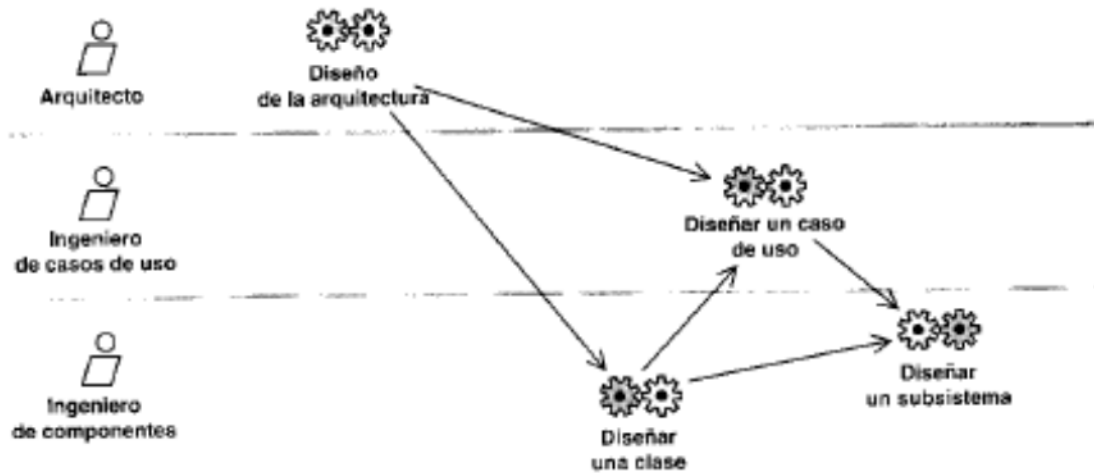 Arquitecto
Diseño
de la arquitectura
Ingeniero
de casos de uso
Diseñar un caso
de uso
Ingeniero
de componentes
Diseñar
una clase
Diseñar
un subsistema